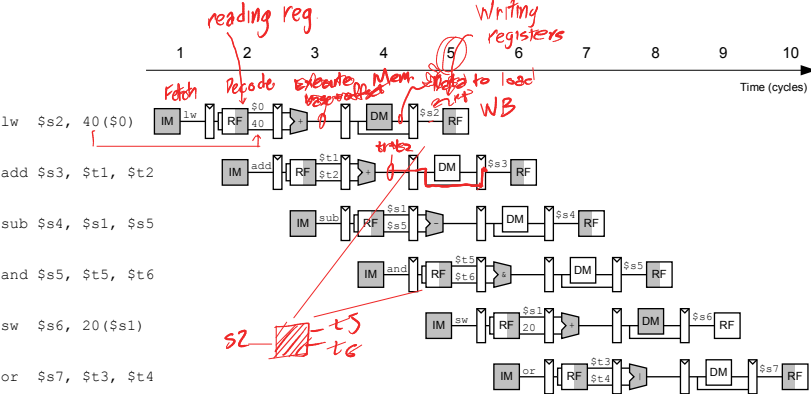 reading reg.
Writing
registers
1 2 3 4 5 6 7 8 9 10
Time (cycles)
Fetch Decode Execute Mem. Data to load
WB
lw $s2, 40($0) IM lw RF $0 40 + DM $s2 RF
t1+t2
add $s3, $t1, $t2 IM add RF $t1 $t2 + DM $s3 RF
sub $s4, $s1, $s5 IM sub RF $s1 $s5 - DM $s4 RF
and $s5, $t5, $t6 IM and RF $t5 $t6 & DM $s5 RF
sw $s6, 20($s1) IM sw RF $s1 20 + DM $s6 RF
s2 t5
t6
or $s7, $t3, $t4 IM or RF $t3 $t4 | DM $s7 RF